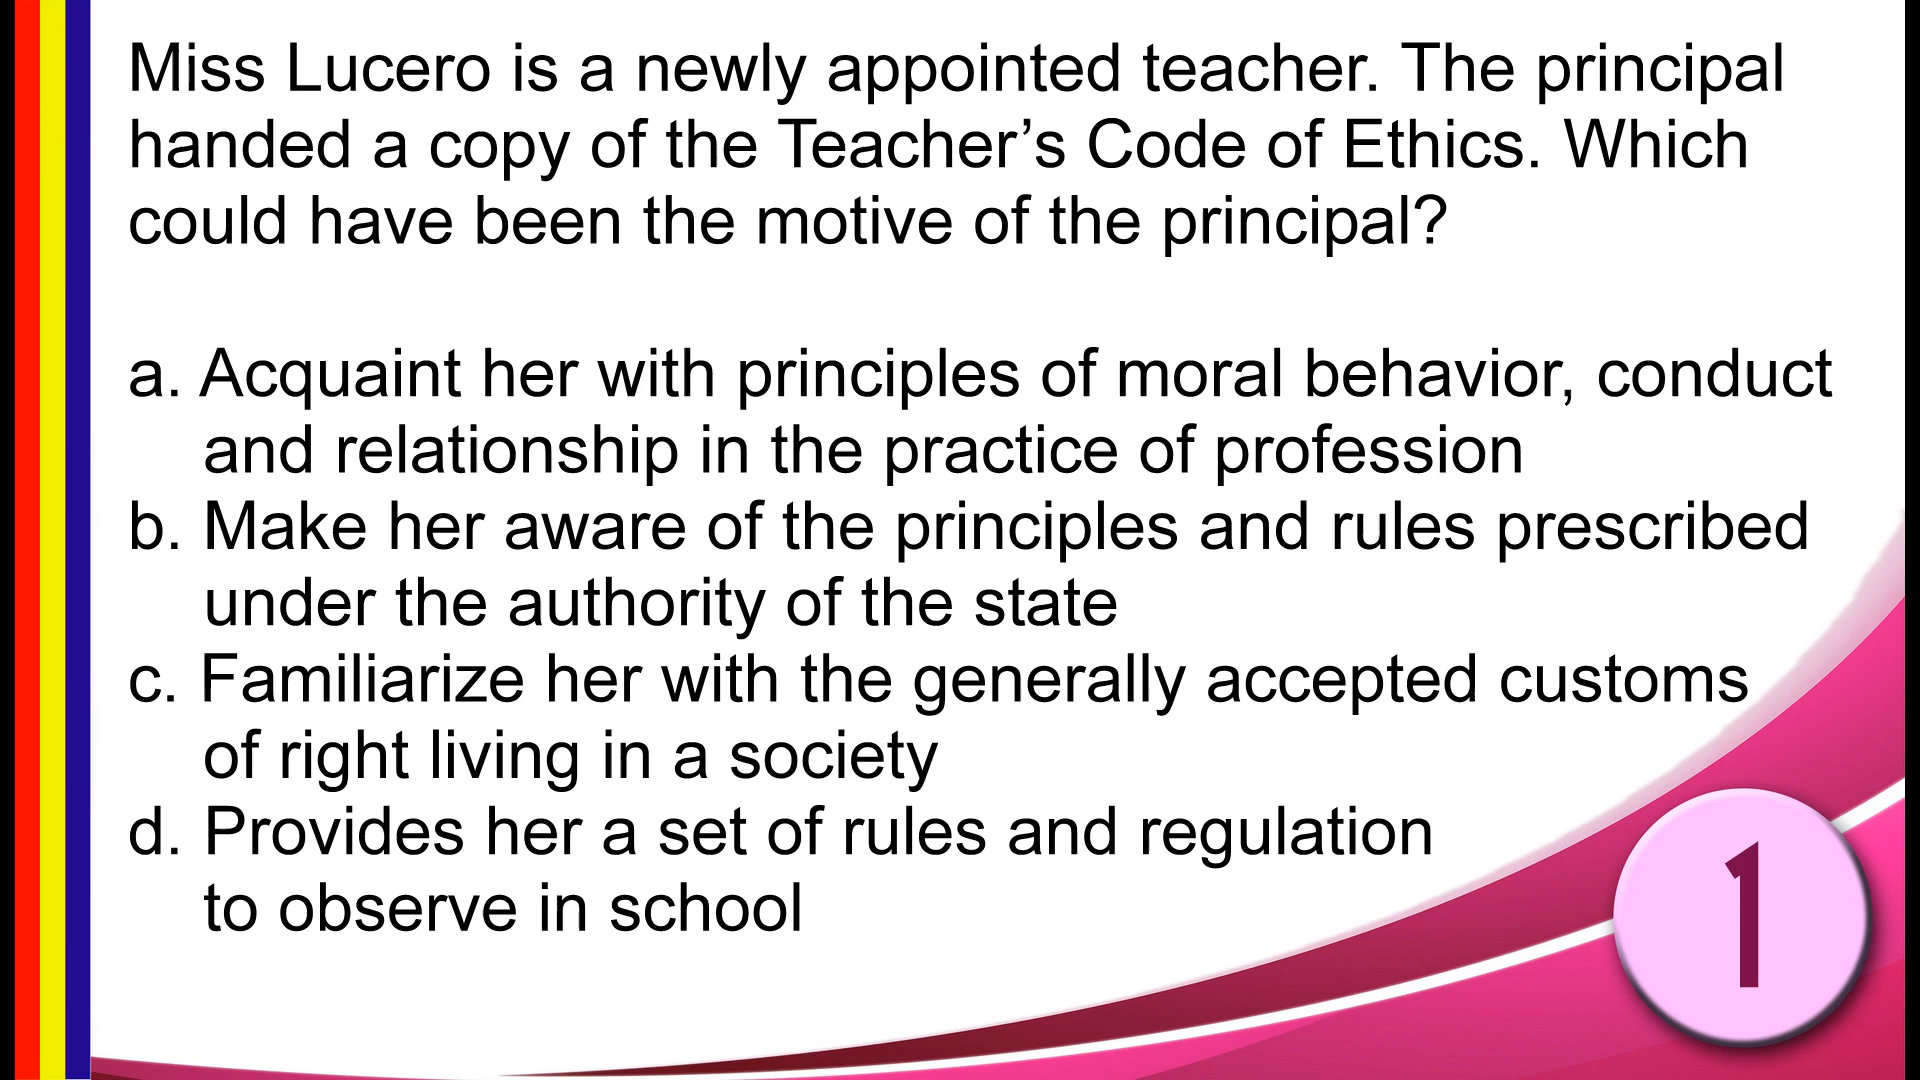 Miss Lucero is a newly appointed teacher. The principal
handed a copy of the Teacher’s Code of Ethics. Which
could have been the motive of the principal?
a. Acquaint her with principles of moral behavior, conduct
and relationship in the practice of profession
b. Make her aware of the principles and rules prescribed
under the authority of the state
c. Familiarize her with the generally accepted customs
of right living in a society
d. Provides her a set of rules and regulation
to observe in school
1